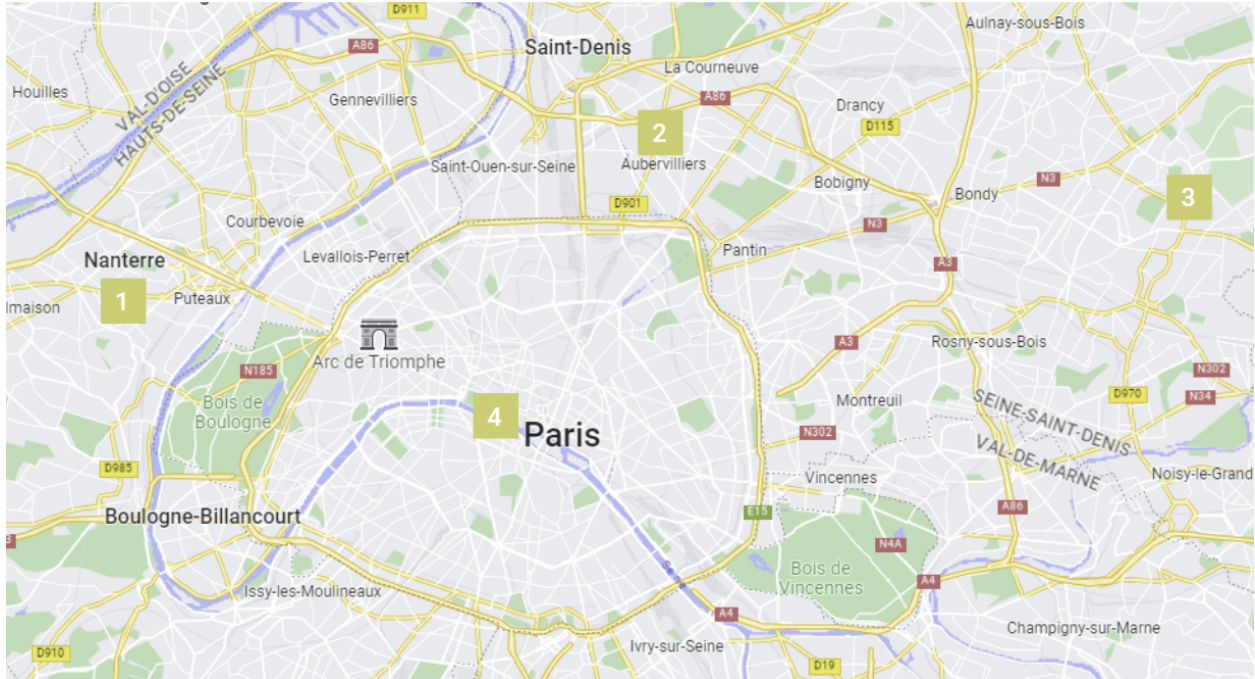 D911
Aulnay-sous-Bois
A86
Saint-Denis
La Courneuve
Houilles
VAL-D'OISE
HAUTS-DE-SEINE
Gennevilliers
A86
Drancy
D115
2
Saint-Ouen-sur-Seine
Aubervilliers
Bobigny
N3
Bondy
3
D901
Courbevoie
N3
Levallois-Perret
Pantin
Nanterre
A3
1
Puteaux
lmaison
Arc de Triomphe
A3
Rosny-sous-Bois
N185
N302
Bois de
Boulogne
Montreuil
D970
N34
4
Paris
N302
SEINE-SAINT-DENIS
VAL-DE-MARNE
D985
Vincennes
Noisy-le-Grand
Boulogne-Billancourt
E15
A86
N4A
Bois de
Vincennes
Issy-les-Moulineaux
A4
A4
Champigny-sur-Marne
Ivry-sur-Seine
D910
D19